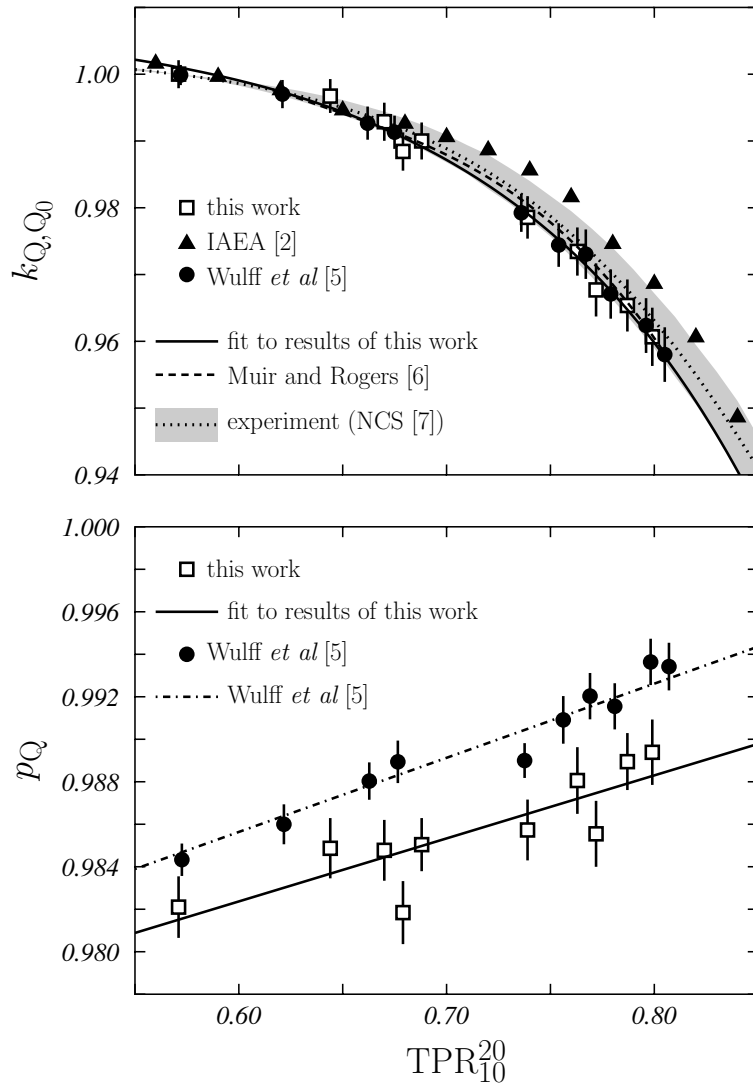 1.00
0.98
0.96
0.94
k_Q,Q_0
this work
IAEA [2]
Wulff et al [5]
fit to results of this work
Muir and Rogers [6]
experiment (NCS [7])
1.000
0.996
0.992
0.988
0.984
0.980
p_Q
this work
fit to results of this work
Wulff et al [5]
Wulff et al [5]
0.60 0.70 0.80
TPR^20_10